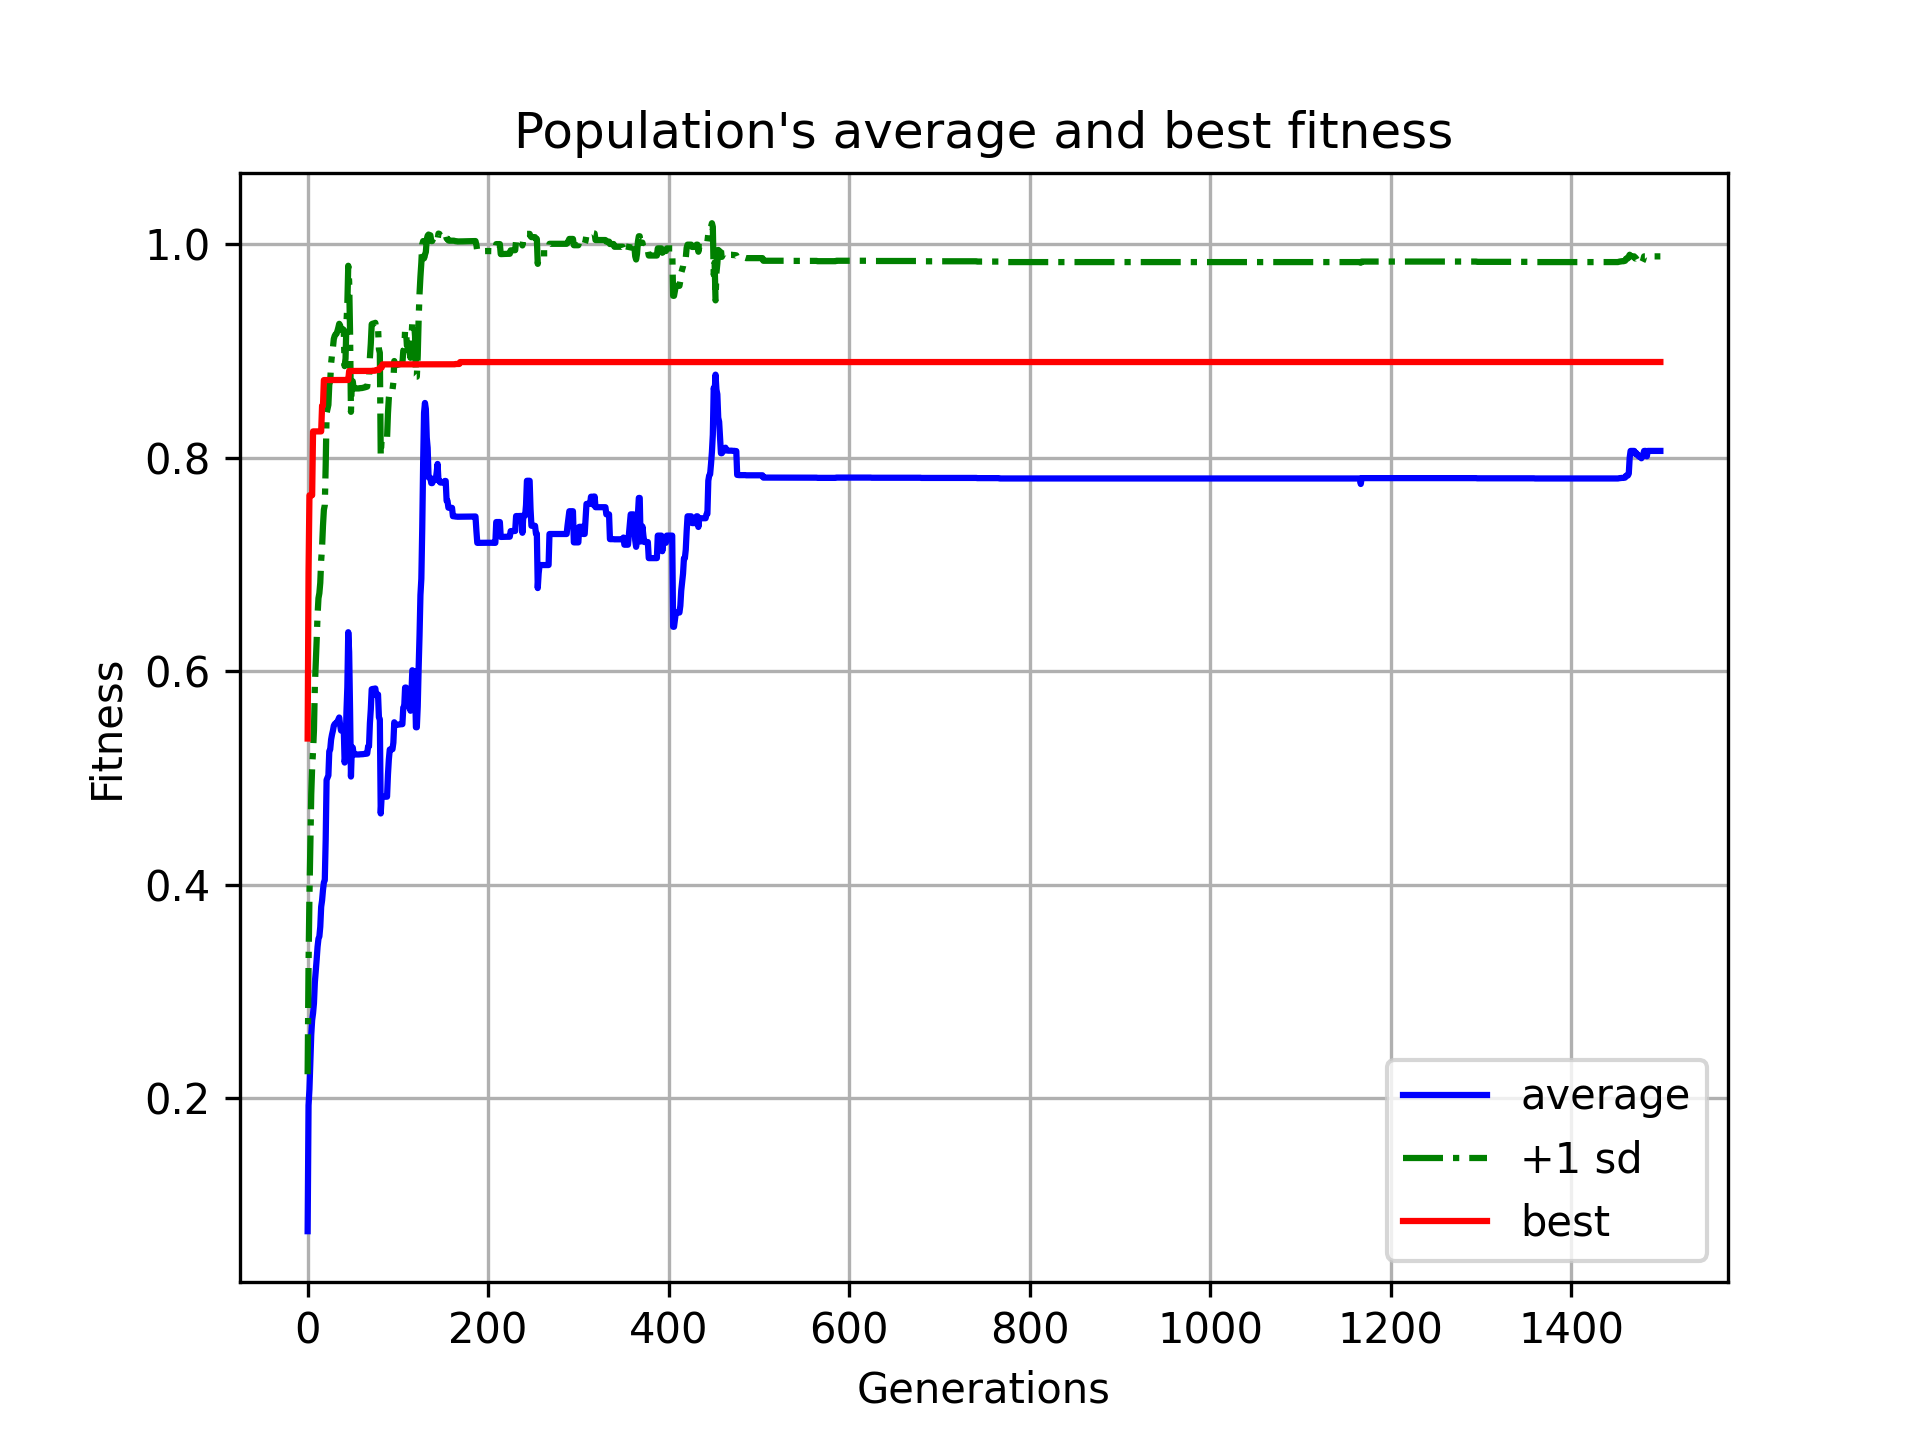 Population's average and best fitness
1.0
0.8
0.6
0.4
0.2
Fitness
0 200 400 600 800 1000 1200 1400
Generations
average
+1 sd
best